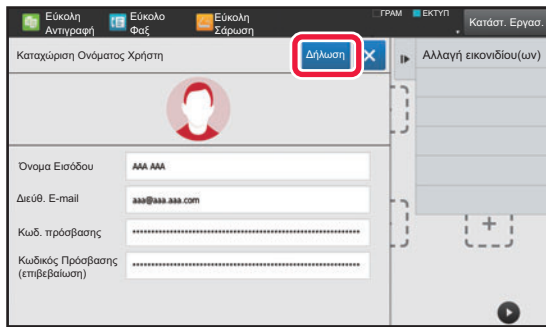 Εύκολη
Αντιγραφή
Εύκολο
Φαξ
Εύκολη
Σάρωση
ΓΡΑΜ
ΕΚΤΥΠ
Κατάστ. Εργασ.
Καταχώριση Ονόματος Χρήστη
Δήλωση
Αλλαγή εικονιδίου(ων)
Όνομα Εισόδου
AAA AAA
Διεύθ. E-mail
aaa@aaa.aaa.com
Κωδ. πρόσβασης
Κωδικός Πρόσβασης
(επιβεβαίωση)